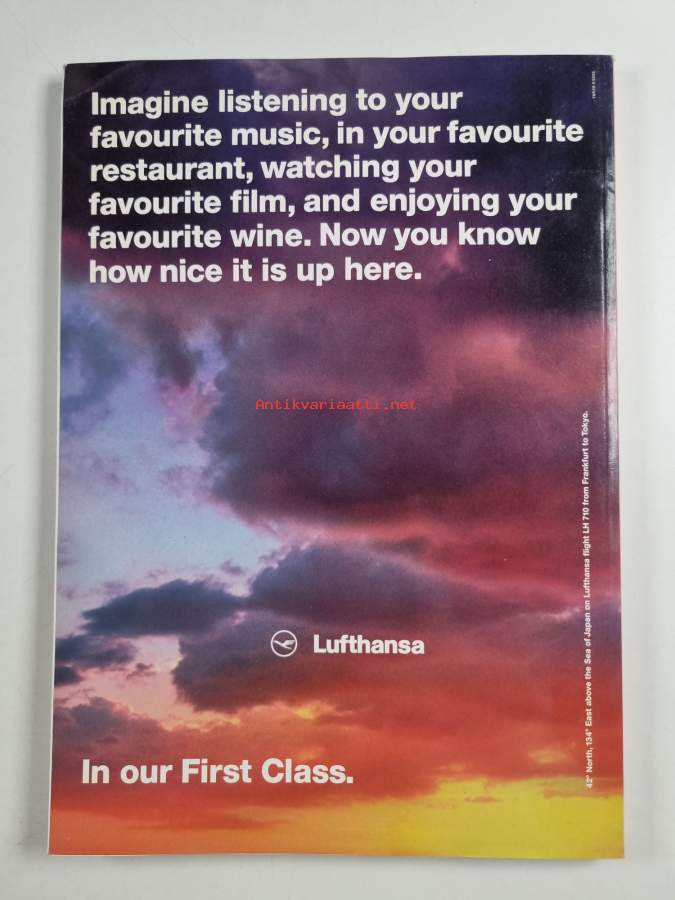 Imagine listening to your
favourite music, in your favourite
restaurant, watching your
favourite film, and enjoying your
favourite wine. Now you know
how nice it is up here.
Antikvariaatti.net
42° North, 134° East above the Sea of Japan on Lufthansa flight LH 710 from Frankfurt to Tokyo.
Lufthansa
In our First Class.